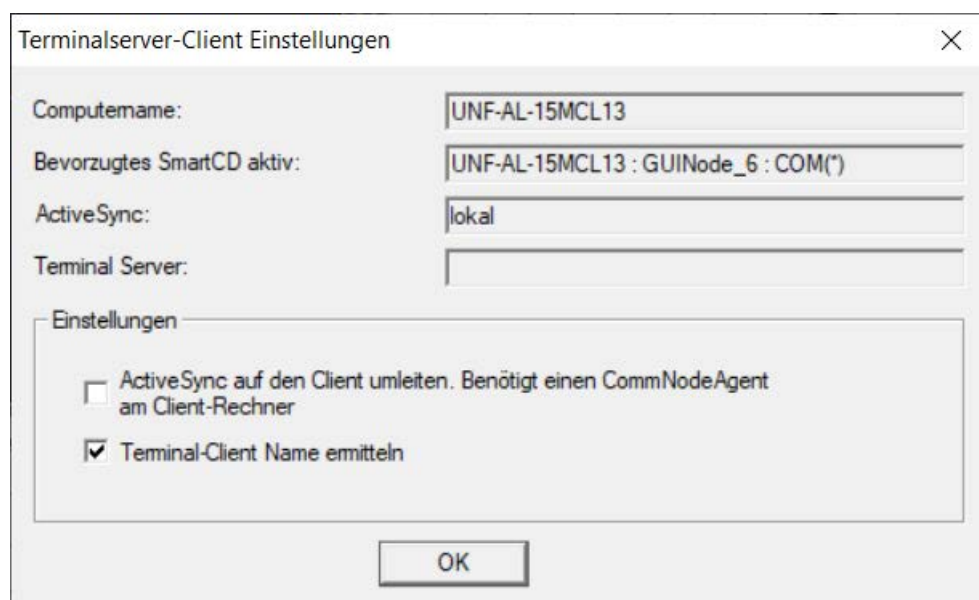 Terminalserver-Client Einstellungen
Computername: UNF-AL-15MCL13
Bevorzugtes SmartCD aktiv: UNF-AL-15MCL13 : GUINode_6 : COM(*)
ActiveSync: lokal
Terminal Server:
Einstellungen
ActiveSync auf den Client umleiten. Benötigt einen CommNodeAgent
am Client-Rechner
Terminal-Client Name ermitteln
OK